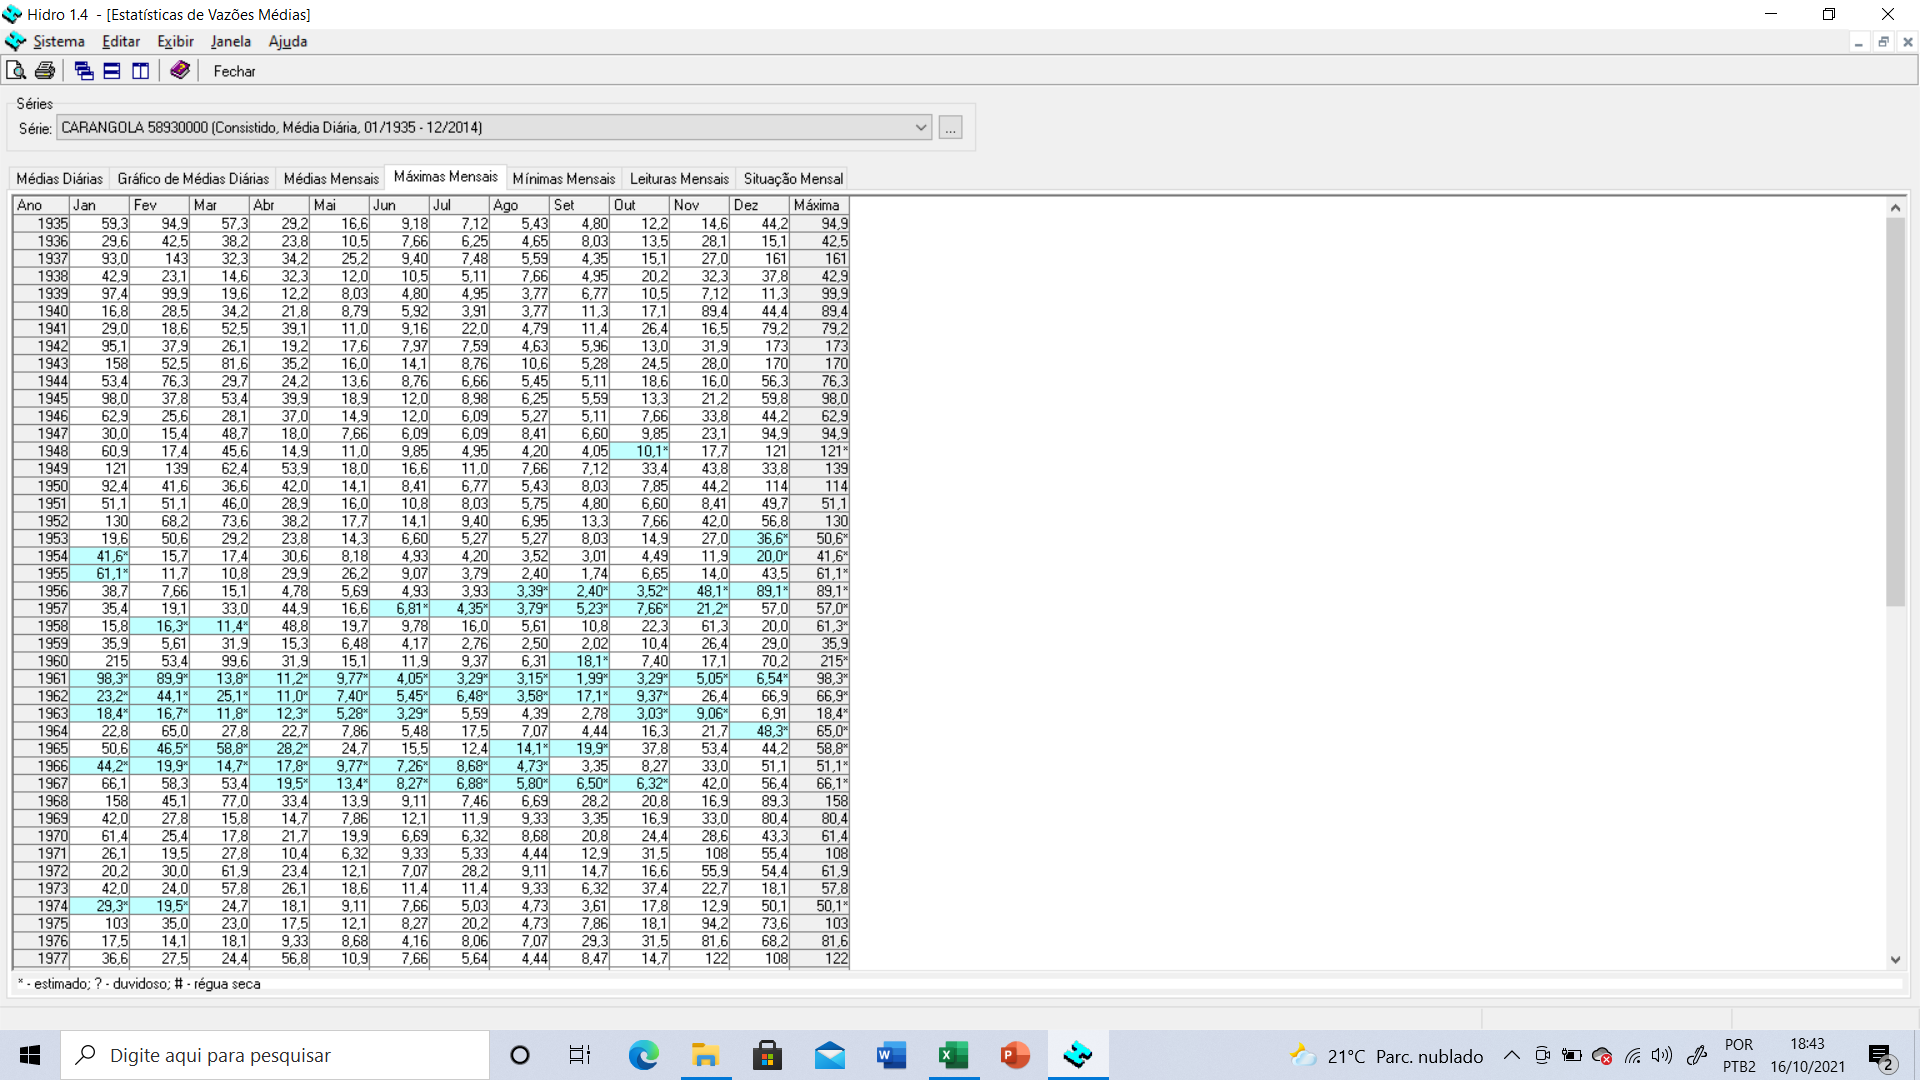 Hidro 1.4 - [Estatísticas de Vazões Médias]
Sistema Editar Exibir Janela Ajuda
Fechar
Séries
Série: CARANGOLA 58930000 (Consistido, Média Diária, 01/1935 - 12/2014) ...
Médias Diárias Gráfico de Médias Diárias Médias Mensais Máximas Mensais Mínimas Mensais Leituras Mensais Situação Mensal
Ano Jan Fev Mar Abr Mai Jun Jul Ago Set Out Nov Dez Máxima
1935 59,3 94,9 57,3 29,2 16,6 9,18 7,12 5,43 4,80 12,2 14,6 44,2 94,9
1936 29,6 42,5 38,2 23,8 10,5 7,66 6,25 4,65 8,03 13,5 28,1 15,1 42,5
1937 93,0 143 32,3 34,2 25,2 9,40 7,48 5,59 4,35 15,1 27,0 161 161
1938 42,9 23,1 14,6 32,3 12,0 10,5 5,11 7,66 4,95 20,2 32,3 37,8 42,9
1939 97,4 99,9 19,6 12,2 8,03 4,80 4,95 3,77 6,77 10,5 7,12 11,3 99,9
1940 16,8 28,5 34,2 21,8 8,79 5,92 3,91 3,77 11,3 17,1 89,4 44,4 89,4
1941 29,0 18,6 52,5 39,1 11,0 9,16 22,0 4,79 11,4 26,4 16,5 79,2 79,2
1942 95,1 37,9 26,1 19,2 17,6 7,97 7,59 4,63 5,96 13,0 31,9 173 173
1943 158 52,5 81,6 35,2 16,0 14,1 8,76 10,6 5,28 24,5 28,0 170 170
1944 53,4 76,3 29,7 24,2 13,6 8,76 6,66 5,45 5,11 18,6 16,0 56,3 76,3
1945 98,0 37,8 53,4 39,9 18,9 12,0 8,98 6,25 5,59 13,3 21,2 59,8 98,0
1946 62,9 25,6 28,1 37,0 14,9 12,0 6,09 5,27 5,11 7,66 33,8 44,2 62,9
1947 30,0 15,4 48,7 18,0 7,66 6,09 6,09 8,41 6,60 9,85 23,1 94,9 94,9
1948 60,9 17,4 45,6 14,9 11,0 9,85 4,95 4,20 4,05 10,1* 17,7 121 121*
1949 121 139 62,4 53,9 18,0 16,6 11,0 7,66 7,12 33,4 43,8 33,8 139
1950 92,4 41,6 36,6 42,0 14,1 8,41 6,77 5,43 8,03 7,85 44,2 114 114
1951 51,1 51,1 46,0 28,9 16,0 10,8 8,03 5,75 4,80 6,60 8,41 49,7 51,1
1952 130 68,2 73,6 38,2 17,7 14,1 9,40 6,95 13,3 7,66 42,0 56,8 130
1953 19,6 50,6 29,2 23,8 14,3 6,60 5,27 5,27 8,03 14,9 27,0 36,6* 50,6*
1954 41,6* 15,7 17,4 30,6 8,18 4,93 4,20 3,52 3,01 4,49 11,9 20,0* 41,6*
1955 61,1* 11,7 10,8 29,9 26,2 9,07 3,79 2,40 1,74 6,65 14,0 43,5 61,1*
1956 38,7 7,66 15,1 4,78 5,69 4,93 3,93 3,39* 2,40* 3,52* 48,1* 89,1* 89,1*
1957 35,4 19,1 33,0 44,9 16,6 6,81* 4,35* 3,79* 5,23* 7,66* 21,2* 57,0 57,0*
1958 15,8 16,3* 11,4* 48,8 19,7 9,78 16,0 5,61 10,8 22,3 61,3 20,0 61,3*
1959 35,9 5,61 31,9 15,3 6,48 4,17 2,76 2,50 2,02 10,4 26,4 29,0 35,9
1960 215 53,4 99,6 31,9 15,1 11,9 9,37 6,31 18,1* 7,40 17,1 70,2 215*
1961 98,3* 89,9* 13,8* 11,2* 9,77* 4,05* 3,29* 3,15* 1,99* 3,29* 5,05* 6,54* 98,3*
1962 23,2* 44,1* 25,1* 11,0* 7,40* 5,45* 6,48* 3,58* 17,1* 9,37* 26,4 66,9 66,9*
1963 18,4* 16,7* 11,8* 12,3* 5,28* 3,29* 5,59 4,39 2,78 3,03* 9,06* 6,91 18,4*
1964 22,8 65,0 27,8 22,7 7,86 5,48 17,5 7,07 4,44 16,3 21,7 48,3* 65,0*
1965 50,6 46,5* 58,8* 28,2* 24,7 15,5 12,4 14,1* 19,9* 37,8 53,4 44,2 58,8*
1966 44,2* 19,9* 14,7* 17,8* 9,77* 7,26* 8,68* 4,73* 3,35 8,27 33,0 51,1 51,1*
1967 66,1 58,3 53,4 19,5* 13,4* 8,27* 6,88* 5,80* 6,50* 6,32* 42,0 56,4 66,1*
1968 158 45,1 77,0 33,4 13,9 9,11 7,46 6,69 28,2 20,8 16,9 89,3 158
1969 42,0 27,8 15,8 14,7 7,86 12,1 11,9 9,33 3,35 16,9 33,0 80,4 80,4
1970 61,4 25,4 17,8 21,7 19,9 6,69 6,32 8,68 20,8 24,4 28,6 43,3 61,4
1971 26,1 19,5 27,8 10,4 6,32 9,33 5,33 4,44 12,9 31,5 108 55,4 108
1972 20,2 30,0 61,9 23,4 12,1 7,07 28,2 9,11 14,7 16,6 55,9 54,4 61,9
1973 42,0 24,0 57,8 26,1 18,6 11,4 11,4 9,33 6,32 37,4 22,7 18,1 57,8
1974 29,3* 19,5* 24,7 18,1 9,11 7,66 5,03 4,73 3,61 17,8 12,9 50,1 50,1*
1975 103 35,0 23,0 17,5 12,1 8,27 20,2 4,73 7,86 18,1 94,2 73,6 103
1976 17,5 14,1 18,1 9,33 8,68 4,16 8,06 7,07 29,3 31,5 81,6 68,2 81,6
1977 36,6 27,5 24,4 56,8 10,9 7,66 5,64 4,44 8,47 14,7 122 108 122
* - estimado; ? - duvidoso; # - régua seca
Digite aqui para pesquisar 21°C Parc. nublado POR PTB2 18:43 16/10/2021 2